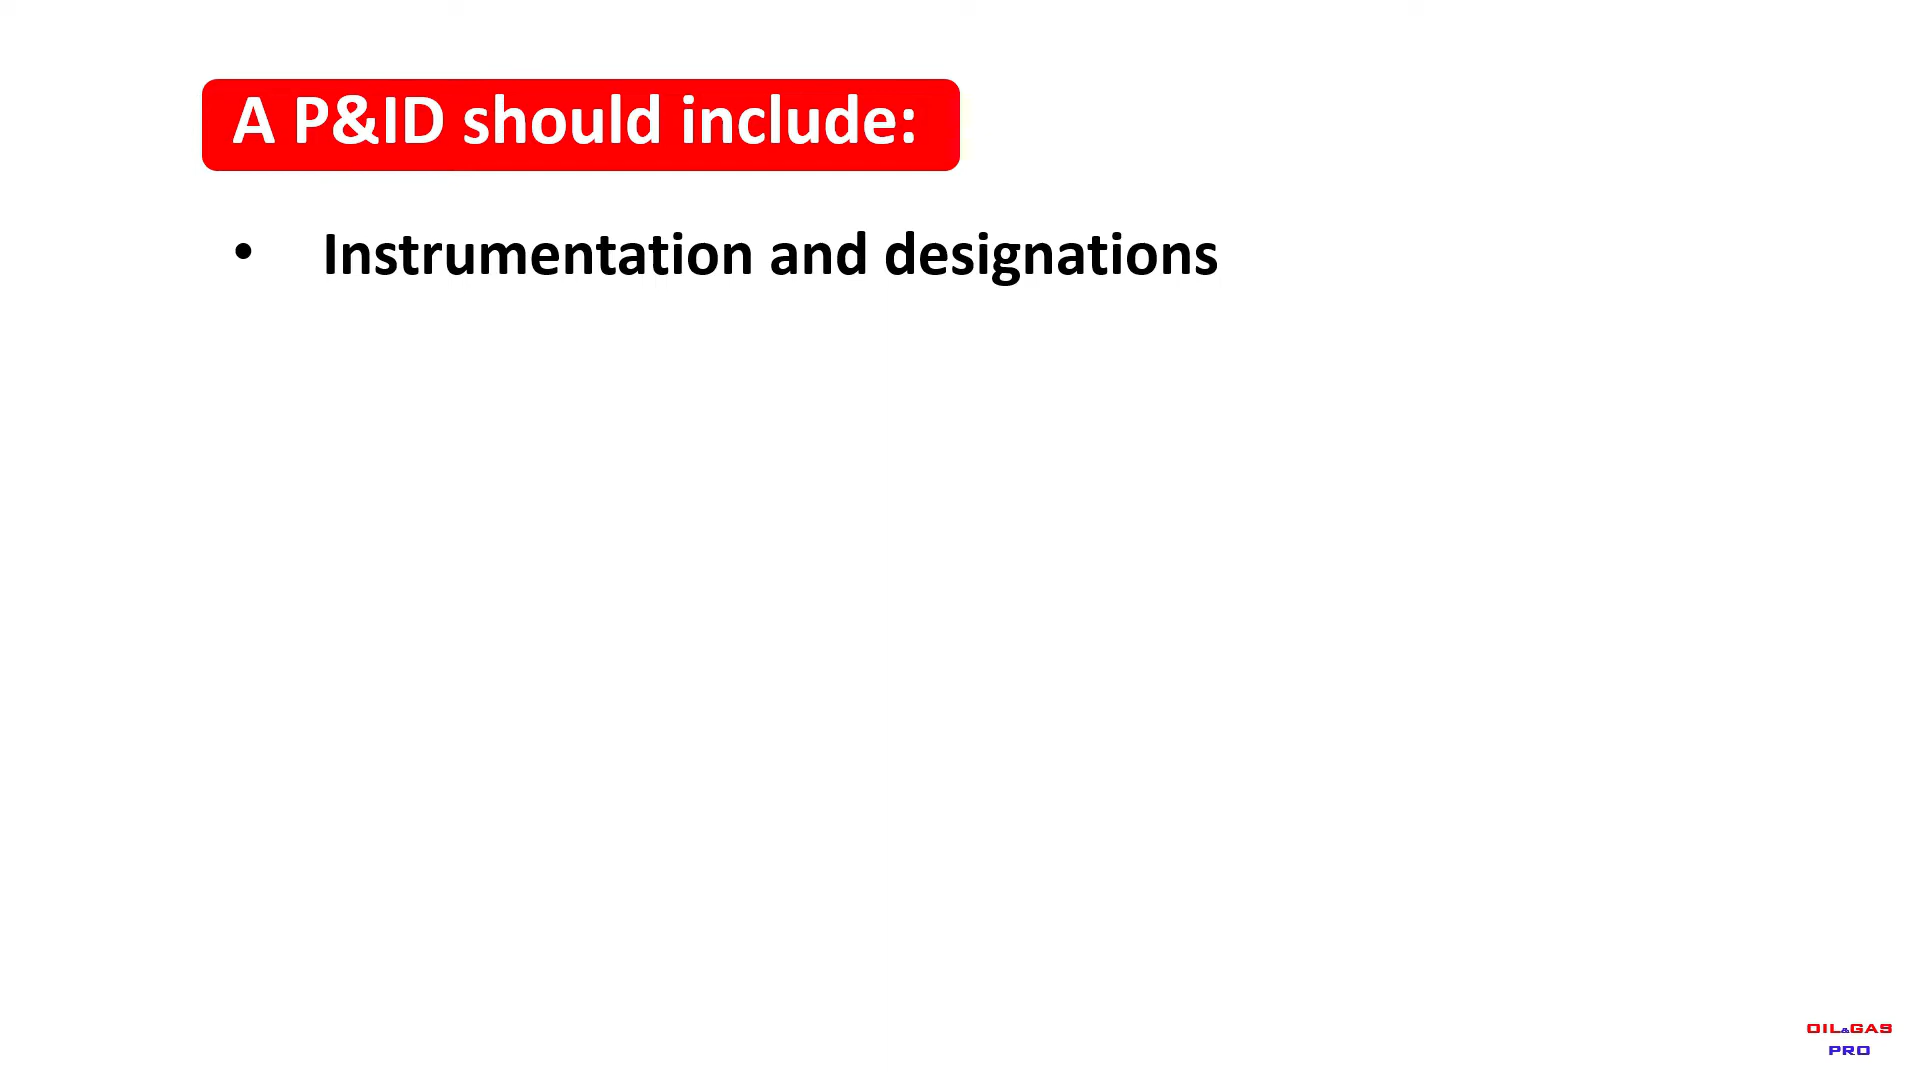 A P&ID should include:
• Instrumentation and designations
OIL&GAS
PRO